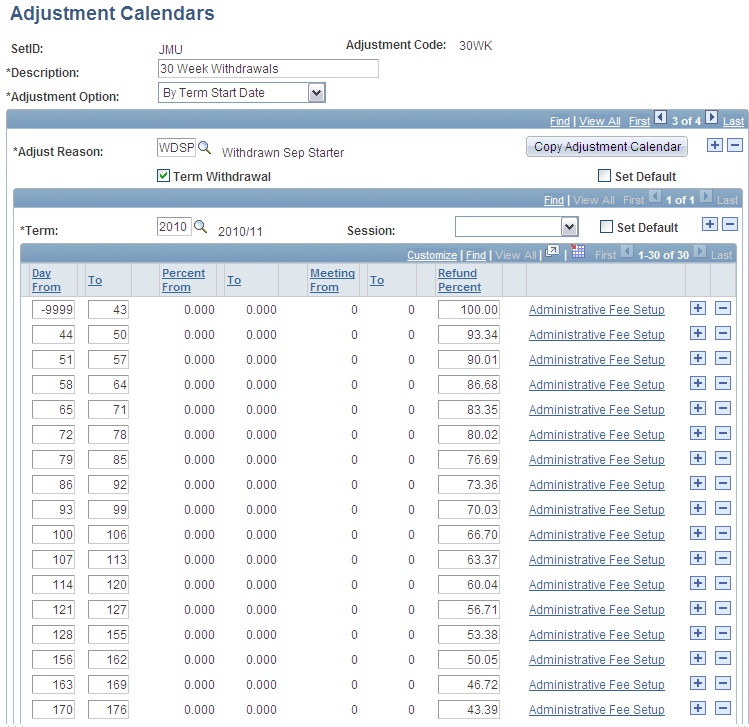 Adjustment Calendars
SetID: JMU Adjustment Code: 30WK
*Description: 30 Week Withdrawals
*Adjustment Option: By Term Start Date
Find | View All First 3 of 4 Last
*Adjust Reason: WDSP Withdrawn Sep Starter Copy Adjustment Calendar
Term Withdrawal Set Default
Find | View All First 1 of 1 Last
*Term: 2010 2010/11 Session: Set Default
Customize | Find | View All | First 1-30 of 30 Last
Day From To Percent From To Meeting From To Refund Percent
-9999 43 0.000 0.000 0 0 100.00 Administrative Fee Setup
44 50 0.000 0.000 0 0 93.34 Administrative Fee Setup
51 57 0.000 0.000 0 0 90.01 Administrative Fee Setup
58 64 0.000 0.000 0 0 86.68 Administrative Fee Setup
65 71 0.000 0.000 0 0 83.35 Administrative Fee Setup
72 78 0.000 0.000 0 0 80.02 Administrative Fee Setup
79 85 0.000 0.000 0 0 76.69 Administrative Fee Setup
86 92 0.000 0.000 0 0 73.36 Administrative Fee Setup
93 99 0.000 0.000 0 0 70.03 Administrative Fee Setup
100 106 0.000 0.000 0 0 66.70 Administrative Fee Setup
107 113 0.000 0.000 0 0 63.37 Administrative Fee Setup
114 120 0.000 0.000 0 0 60.04 Administrative Fee Setup
121 127 0.000 0.000 0 0 56.71 Administrative Fee Setup
128 155 0.000 0.000 0 0 53.38 Administrative Fee Setup
156 162 0.000 0.000 0 0 50.05 Administrative Fee Setup
163 169 0.000 0.000 0 0 46.72 Administrative Fee Setup
170 176 0.000 0.000 0 0 43.39 Administrative Fee Setup